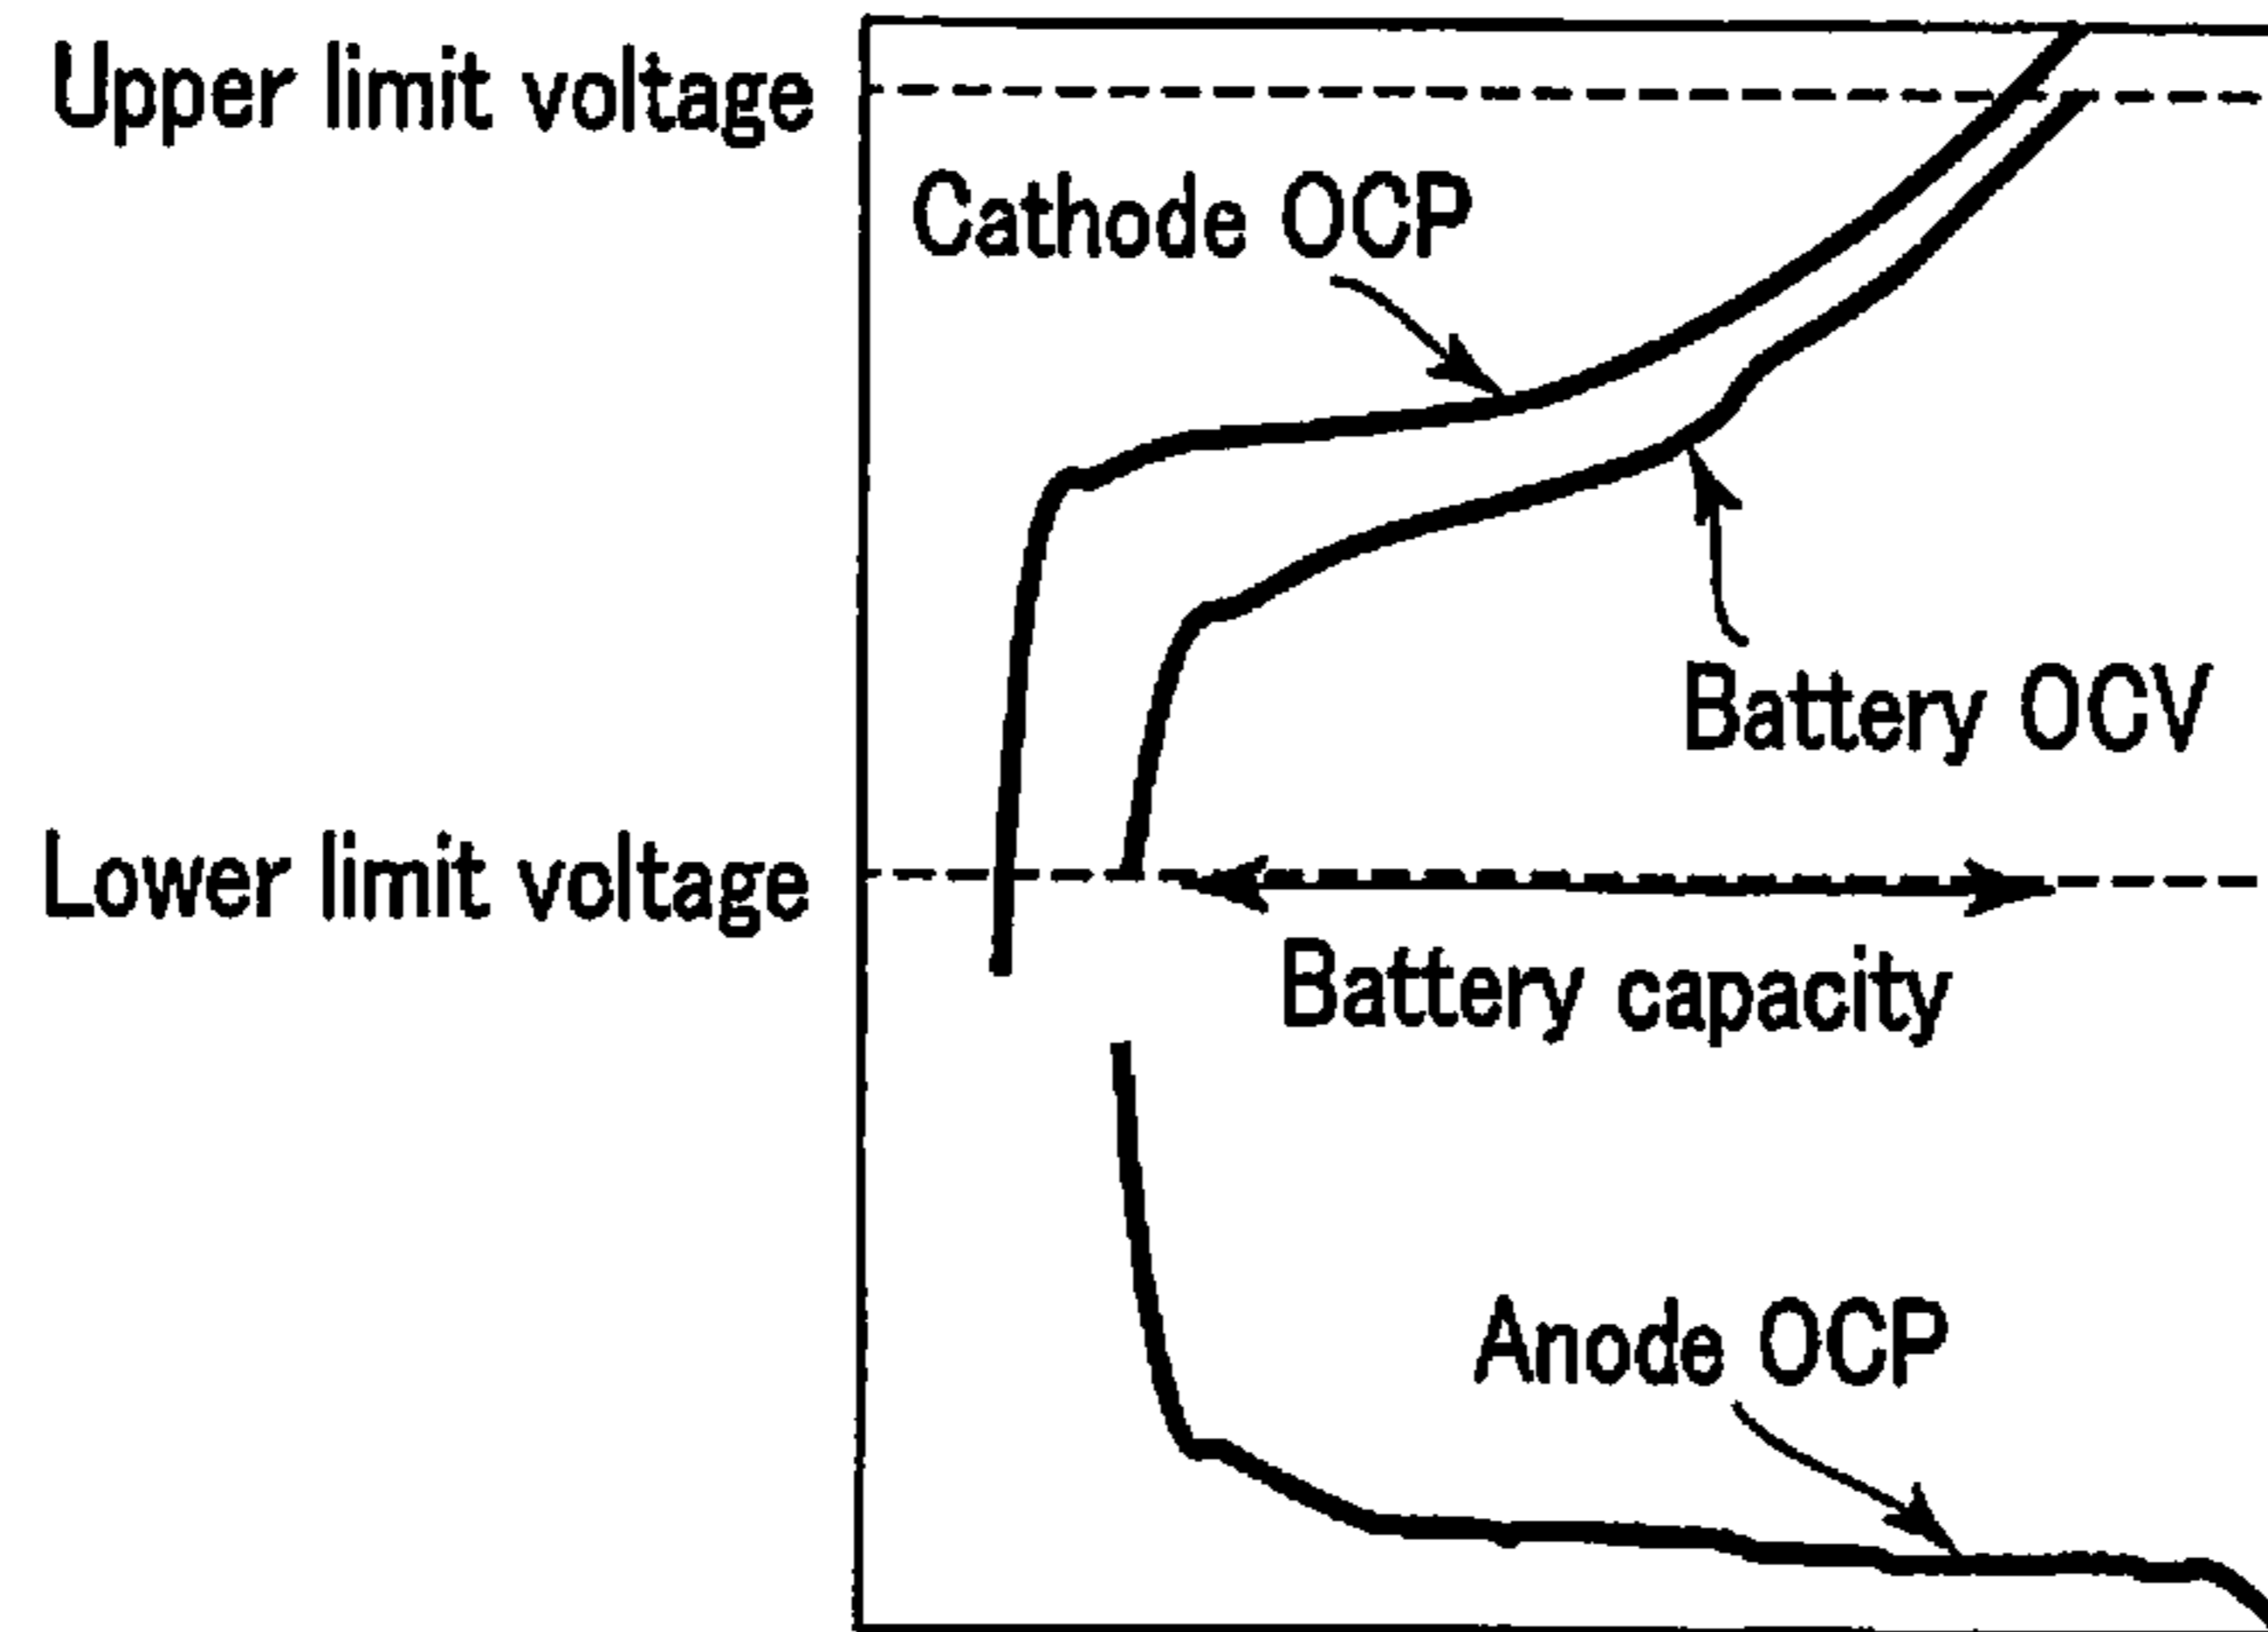 Upper limit voltage
Cathode OCP
Battery OCV
Lower limit voltage
Battery capacity
Anode OCP